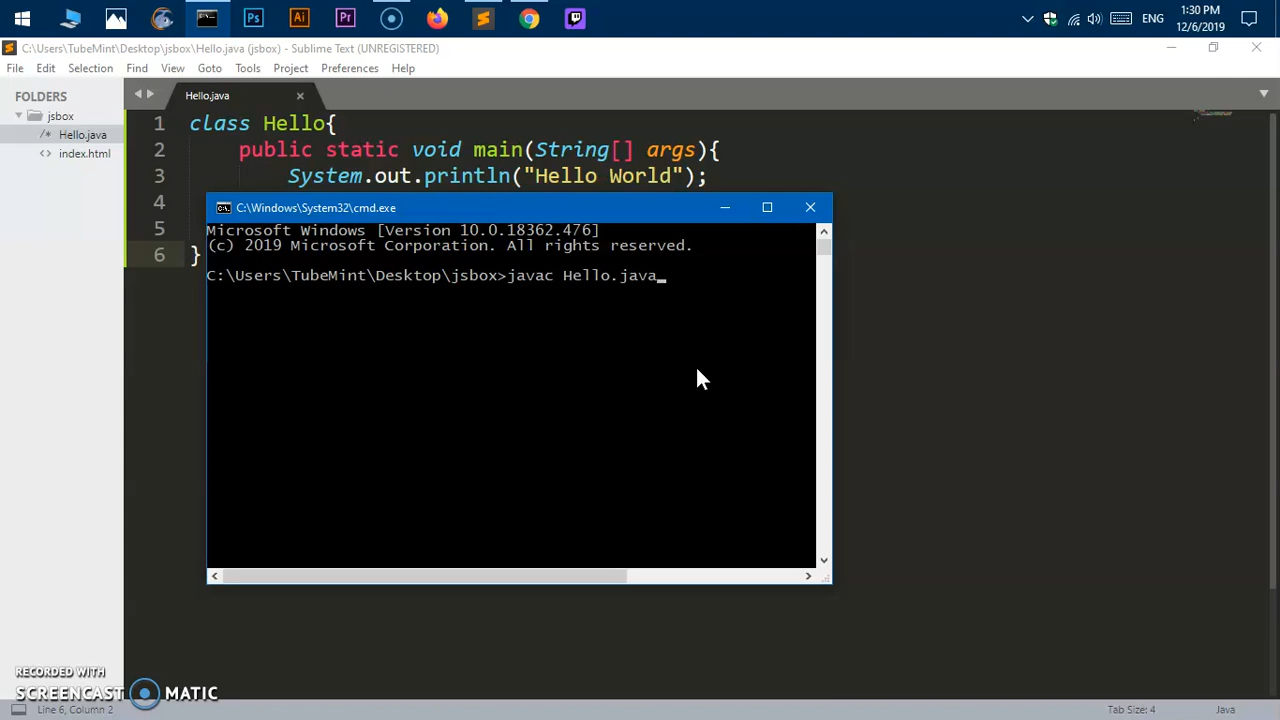 Ps
Ai
Pr
ENG
1:30 PM
12/6/2019
C:\Users\TubeMint\Desktop\jsbox\Hello.java (jsbox) - Sublime Text (UNREGISTERED)
File Edit Selection Find View Goto Tools Project Preferences Help
FOLDERS
jsbox
/* Hello.java
<> index.html
Hello.java
1 class Hello{
2 public static void main(String[] args){
3 System.out.println("Hello World");
4
5
6 }
C:\Windows\System32\cmd.exe
Microsoft Windows [Version 10.0.18362.476]
(c) 2019 Microsoft Corporation. All rights reserved.
C:\Users\TubeMint\Desktop\jsbox>javac Hello.java_
RECORDED WITH
SCREENCAST MATIC
Line 6, Column 2
Tab Size: 4
Java